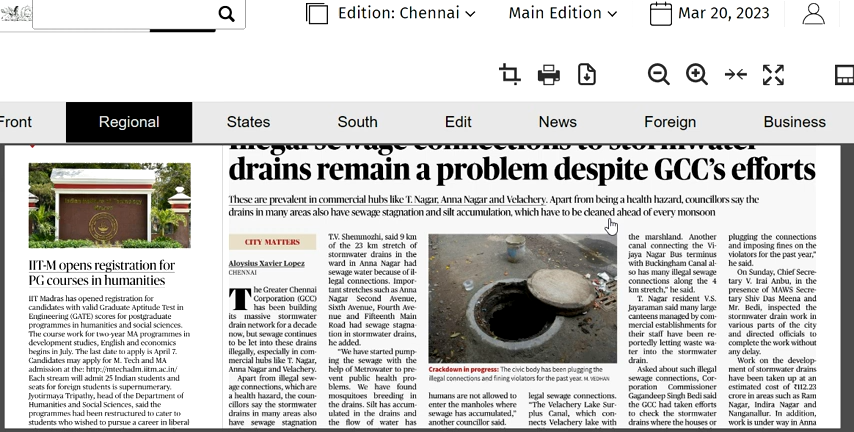 Edition: Chennai
Main Edition
Mar 20, 2023
Front
Regional
States
South
Edit
News
Foreign
Business
Illegal sewage connections to stormwater
drains remain a problem despite GCC's efforts
These are prevalent in commercial hubs like T. Nagar, Anna Nagar and Velachery. Apart from being a health hazard, councillors say the
drains in many areas also have sewage stagnation and silt accumulation, which have to be cleaned ahead of every monsoon
IIT-M opens registration for
PG courses in humanities
IIT Madras has opened registration for
candidates with valid Graduate Aptitude Test in
Engineering (GATE) scores for postgraduate
programmes in humanities and social sciences.
The course work for two year MA programmes in
development studies, English and economics
begins in July. The last date to apply is April 7.
Candidates may apply for M. Tech and MA
admission at the: http://mtechadm.iitm.ac.in/
Each stream will admit 25 Indian students and
seats for foreign students is supernumerary.
Jyotirmaya Tripathy, head of the Department of
Humanities and Social Sciences, said the
programmes had been restructured to cater to
students who wished to pursue a career in liberal
CITY MATTERS
Aloysius Xavier Lopez
CHENNAI
The Greater Chennai
Corporation (GCC)
has been building
its massive stormwater
drain network for a decade
now, but sewage continues
to be let into these drains
illegally, especially in com-
mercial hubs like T. Nagar,
Anna Nagar and Velachery.
Apart from illegal sew-
age connections, which are
a health hazard, the coun-
cillors say the stormwater
drains in many areas also
have sewage stagnation
T.V. Shemmozhi, said 9 km
of the 23 km stretch of
stormwater drains in the
ward in Anna Nagar had
sewage water because of il-
legal connections. Impor-
tant stretches such as Anna
Nagar Second Avenue,
Sixth Avenue, Fourth Ave-
nue and Fifteenth Main
Road had sewage stagna-
tion in stormwater drains,
he added.
"We have started pump-
ing the sewage with the
help of Metrowater to pre-
vent public health pro-
blems. We have found
mosquitoes breeding in
the drains. Silt has accum-
ulated in the drains and
the flow of water has
Crackdown in progress: The civic body has been plugging the
illegal connections and fining violators for the past year. M. VEDHAN
humans are not allowed to
enter the manholes where
sewage has accumulated,"
another councillor said.
legal sewage connections.
"The Velachery Lake Sur-
plus Canal, which con-
nects Velachery lake with
the marshland. Another
canal connecting the Vi-
jaya Nagar Bus terminus
with Buckingham Canal al-
so has many illegal sewage
connections along the 4
km stretch," he said.
T. Nagar resident V.S.
Jayaraman said many large
canteens managed by com-
mercial establishments for
their staff have been re-
portedly letting waste wa-
ter into the stormwater
drain.
Asked about such illegal
sewage connections, Cor-
poration Commissioner
Gagandeep Singh Bedi said
the GCC had taken efforts
to check the stormwater
drains where the houses or
plugging the connections
and imposing fines on the
violators for the past year,"
he said.
On Sunday, Chief Secre-
tary V. Irai Anbu, in the
presence of MAWS Secre-
tary Shiv Das Meena and
Mr. Bedi, inspected the
stormwater drain work in
various parts of the city
and directed officials to
complete the work without
any delay.
Work on the develop-
ment of stormwater drains
have been taken up at an
estimated cost of ₹112.23
crore in areas such as Ram
Nagar, Indira Nagar and
Nanganallur. In addition,
work is under way in Anna